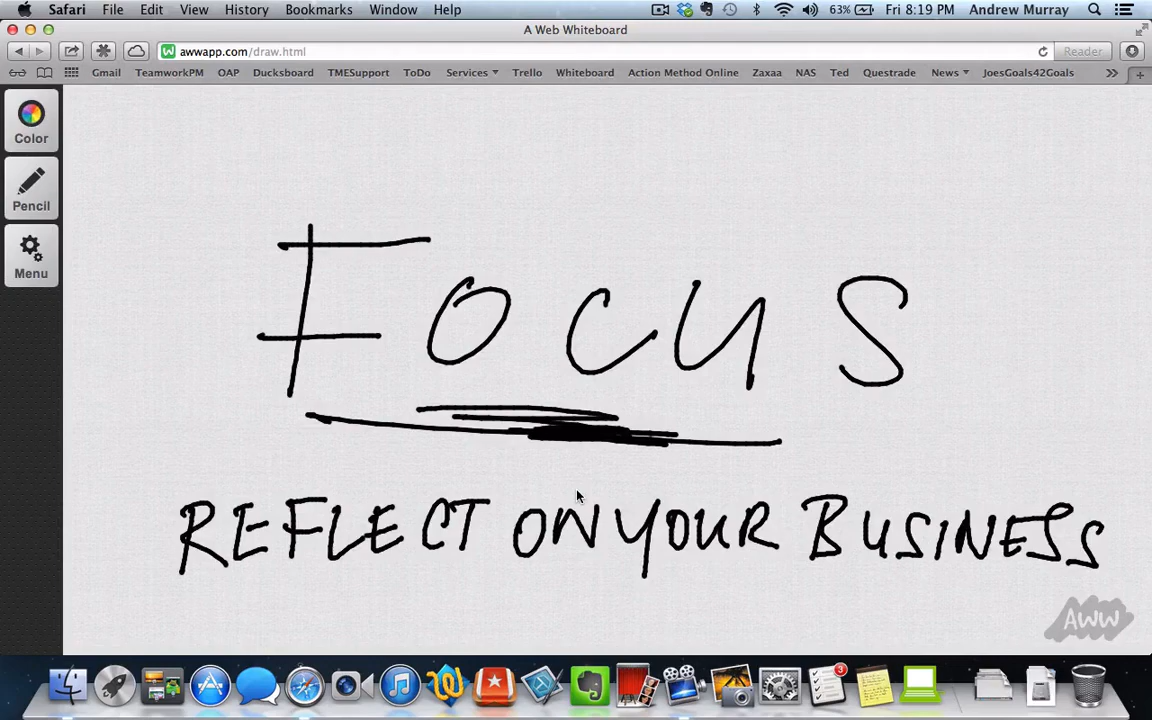 Safari File Edit View History Bookmarks Window Help 63% Fri 8:19 PM Andrew Murray
A Web Whiteboard
awwapp.com/draw.html Reader
Gmail TeamworkPM OAP Ducksboard TMESupport ToDo Services Trello Whiteboard Action Method Online Zaxaa NAS Ted Questrade News JoesGoals42Goals
Color
Pencil
Menu
FOCUS
REFLECT ON YOUR BUSINESS
AWW
3